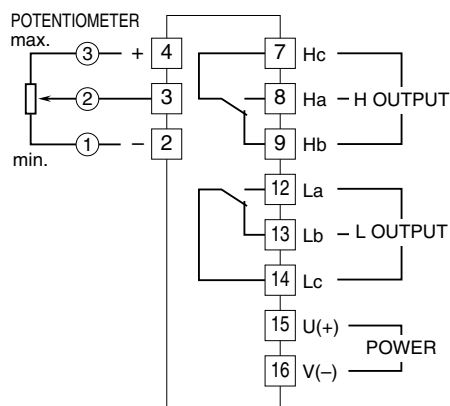 POTENTIOMETER
max.
3 + 4
2 3
1 – 2
min.
7 Hc
8 Ha H OUTPUT
9 Hb
12 La
13 Lb L OUTPUT
14 Lc
15 U(+)
POWER
16 V(–)